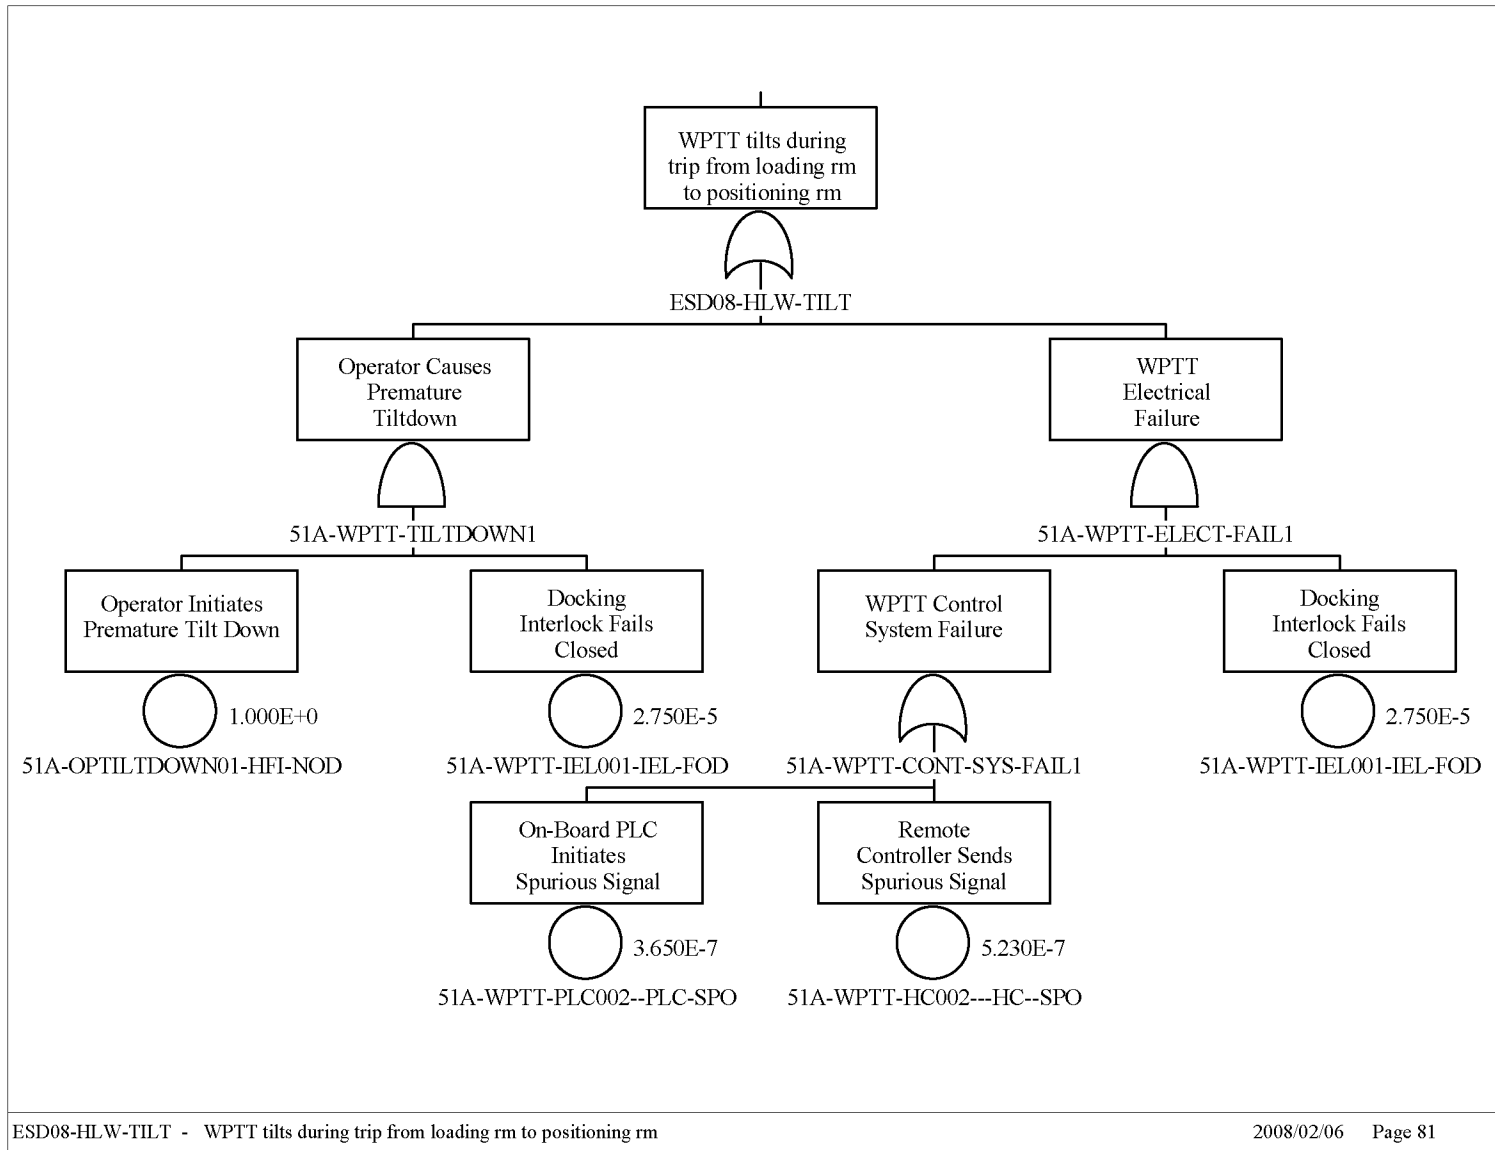 WPTT tilts during
trip from loading rm
to positioning rm
ESD08-HLW-TILT
Operator Causes
Premature
Tiltdown
WPTT
Electrical
Failure
51A-WPTT-TILTDOWN1
51A-WPTT-ELECT-FAIL1
Operator Initiates
Premature Tilt Down
Docking
Interlock Fails
Closed
WPTT Control
System Failure
Docking
Interlock Fails
Closed
1.000E+0
2.750E-5
2.750E-5
51A-OPTILTDOWN01-HFI-NOD
51A-WPTT-IEL001-IEL-FOD
51A-WPTT-CONT-SYS-FAIL1
51A-WPTT-IEL001-IEL-FOD
On-Board PLC
Initiates
Spurious Signal
Remote
Controller Sends
Spurious Signal
3.650E-7
5.230E-7
51A-WPTT-PLC002--PLC-SPO
51A-WPTT-HC002---HC--SPO
ESD08-HLW-TILT - WPTT tilts during trip from loading rm to positioning rm
2008/02/06 Page 81